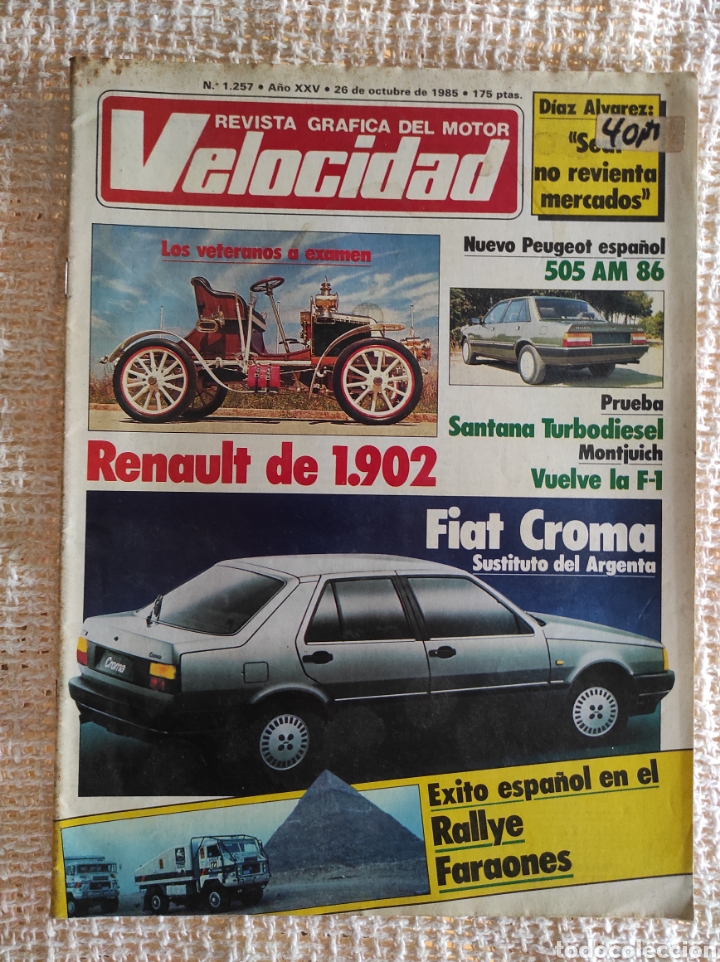 N.° 1.257 • Año XXV • 26 de octubre de 1985 • 175 ptas.
REVISTA GRAFICA DEL MOTOR
Velocidad
Díaz Alvarez:
40
no revienta
mercados”
Los veteranos a examen
Renault de 1.902
Nuevo Peugeot español
505 AM 86
Prueba
Santana Turbodiesel
Montjuich
Vuelve la F-1
Fiat Croma
Sustituto del Argenta
Croma
Exito español en el
Rallye
Faraones
todocoleccion